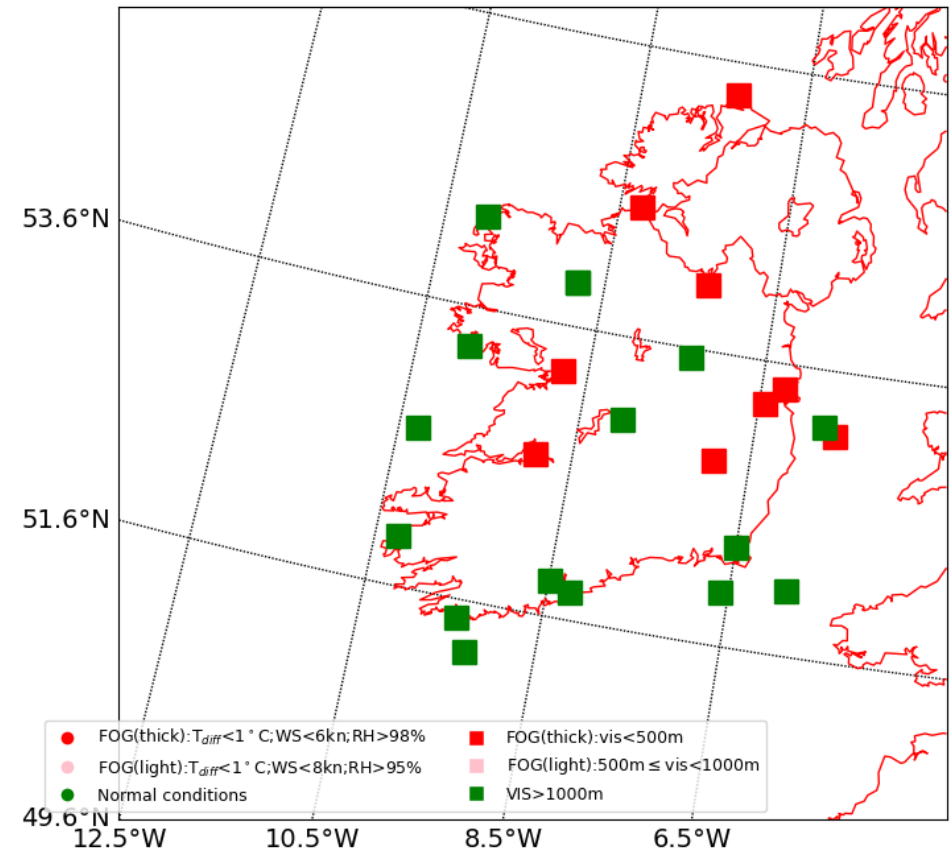 53.6°N
51.6°N
FOG(thick):T_diff<1°C;WS<6kn;RH>98%
FOG(light):T_diff<1°C;WS<8kn;RH>95%
Normal conditions
FOG(thick):vis<500m
FOG(light):500m≤vis<1000m
VIS>1000m
49.6°N
12.5°W 10.5°W 8.5°W 6.5°W